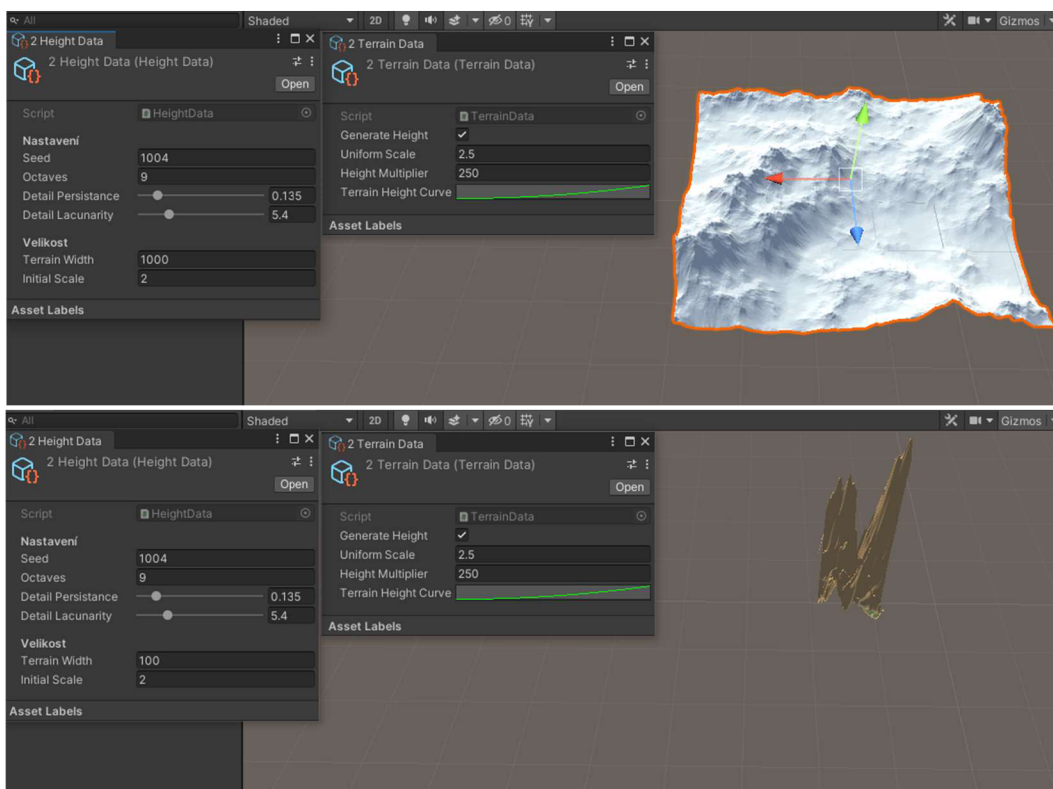 All
Shaded
2D
0
Gizmos
2 Height Data
2 Height Data (Height Data)
Open
Script
HeightData
Nastavení
Seed
1004
Octaves
9
Detail Persistance
0.135
Detail Lacunarity
5.4
Velikost
Terrain Width
1000
Initial Scale
2
Asset Labels
2 Terrain Data
2 Terrain Data (Terrain Data)
Open
Script
TerrainData
Generate Height
Uniform Scale
2.5
Height Multiplier
250
Terrain Height Curve
Asset Labels
All
Shaded
2D
0
Gizmos
2 Height Data
2 Height Data (Height Data)
Open
Script
HeightData
Nastavení
Seed
1004
Octaves
9
Detail Persistance
0.135
Detail Lacunarity
5.4
Velikost
Terrain Width
100
Initial Scale
2
Asset Labels
2 Terrain Data
2 Terrain Data (Terrain Data)
Open
Script
TerrainData
Generate Height
Uniform Scale
2.5
Height Multiplier
250
Terrain Height Curve
Asset Labels